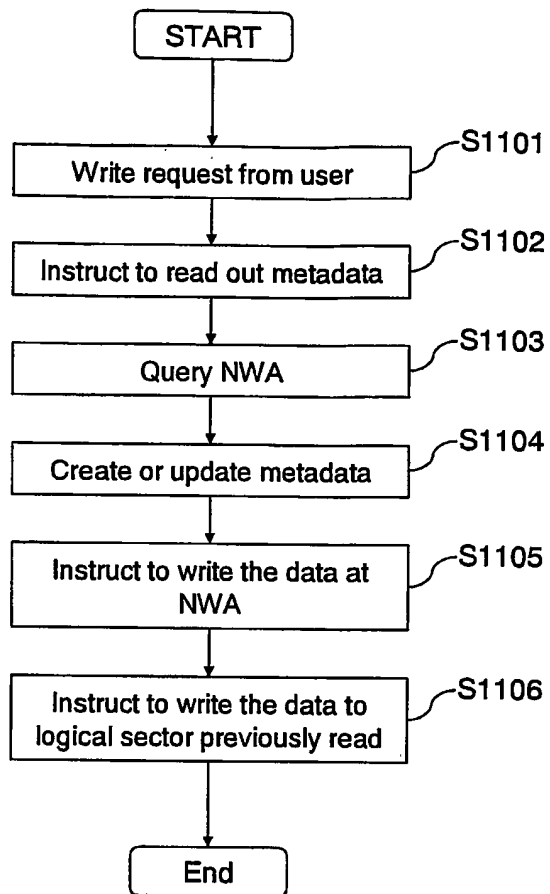 START
S1101
Write request from user
S1102
Instruct to read out metadata
S1103
Query NWA
S1104
Create or update metadata
S1105
Instruct to write the data at
NWA
S1106
Instruct to write the data to
logical sector previously read
End